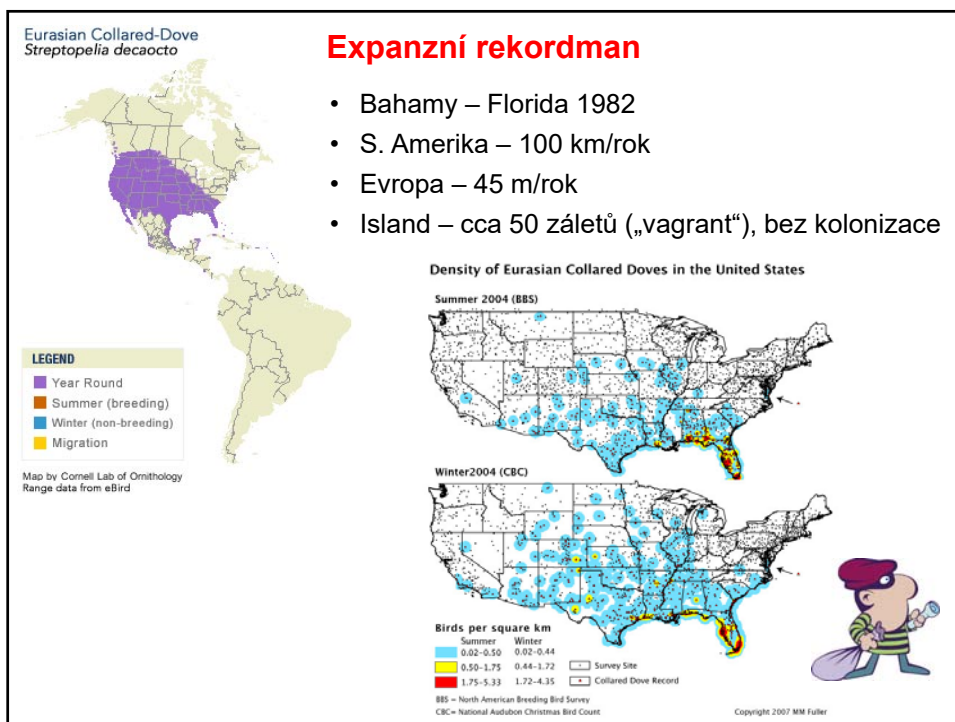 Eurasian Collared-Dove
Streptopelia decaocto
Expanzní rekordman
• Bahamy – Florida 1982
• S. Amerika – 100 km/rok
• Evropa – 45 m/rok
• Island – cca 50 záletů („vagrant“), bez kolonizace
LEGEND
Year Round
Summer (breeding)
Winter (non-breeding)
Migration
Map by Cornell Lab of Ornithology
Range data from eBird
Density of Eurasian Collared Doves in the United States
Summer 2004 (BBS)
Winter2004 (CBC)
Birds per square km
Summer Winter
0.02-0.50 0.02-0.44
0.50-1.75 0.44-1.72 Survey Site
1.75-5.33 1.72-4.35 Collared Dove Record
BBS = North American Breeding Bird Survey
CBC= National Audubon Christmas Bird Count Copyright 2007 MM Fuller